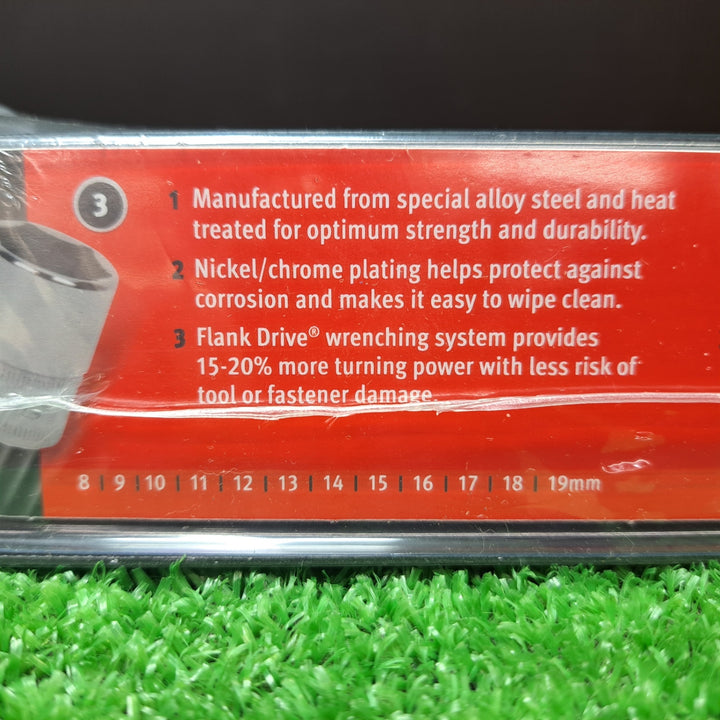 3
1 Manufactured from special alloy steel and heat
treated for optimum strength and durability.
2 Nickel/chrome plating helps protect against
corrosion and makes it easy to wipe clean.
3 Flank Drive® wrenching system provides
15-20% more turning power with less risk of
tool or fastener damage.
8 | 9 | 10 | 11 | 12 | 13 | 14 | 15 | 16 | 17 | 18 | 19mm